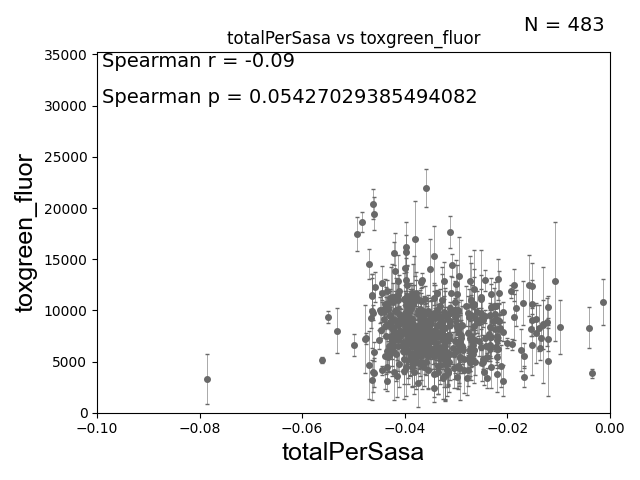 N = 483
totalPerSasa vs toxgreen_fluor
Spearman r = -0.09
Spearman p = 0.05427029385494082
toxgreen_fluor
35000
30000
25000
20000
15000
10000
5000
0
−0.10 −0.08 −0.06 −0.04 −0.02 0.00
totalPerSasa